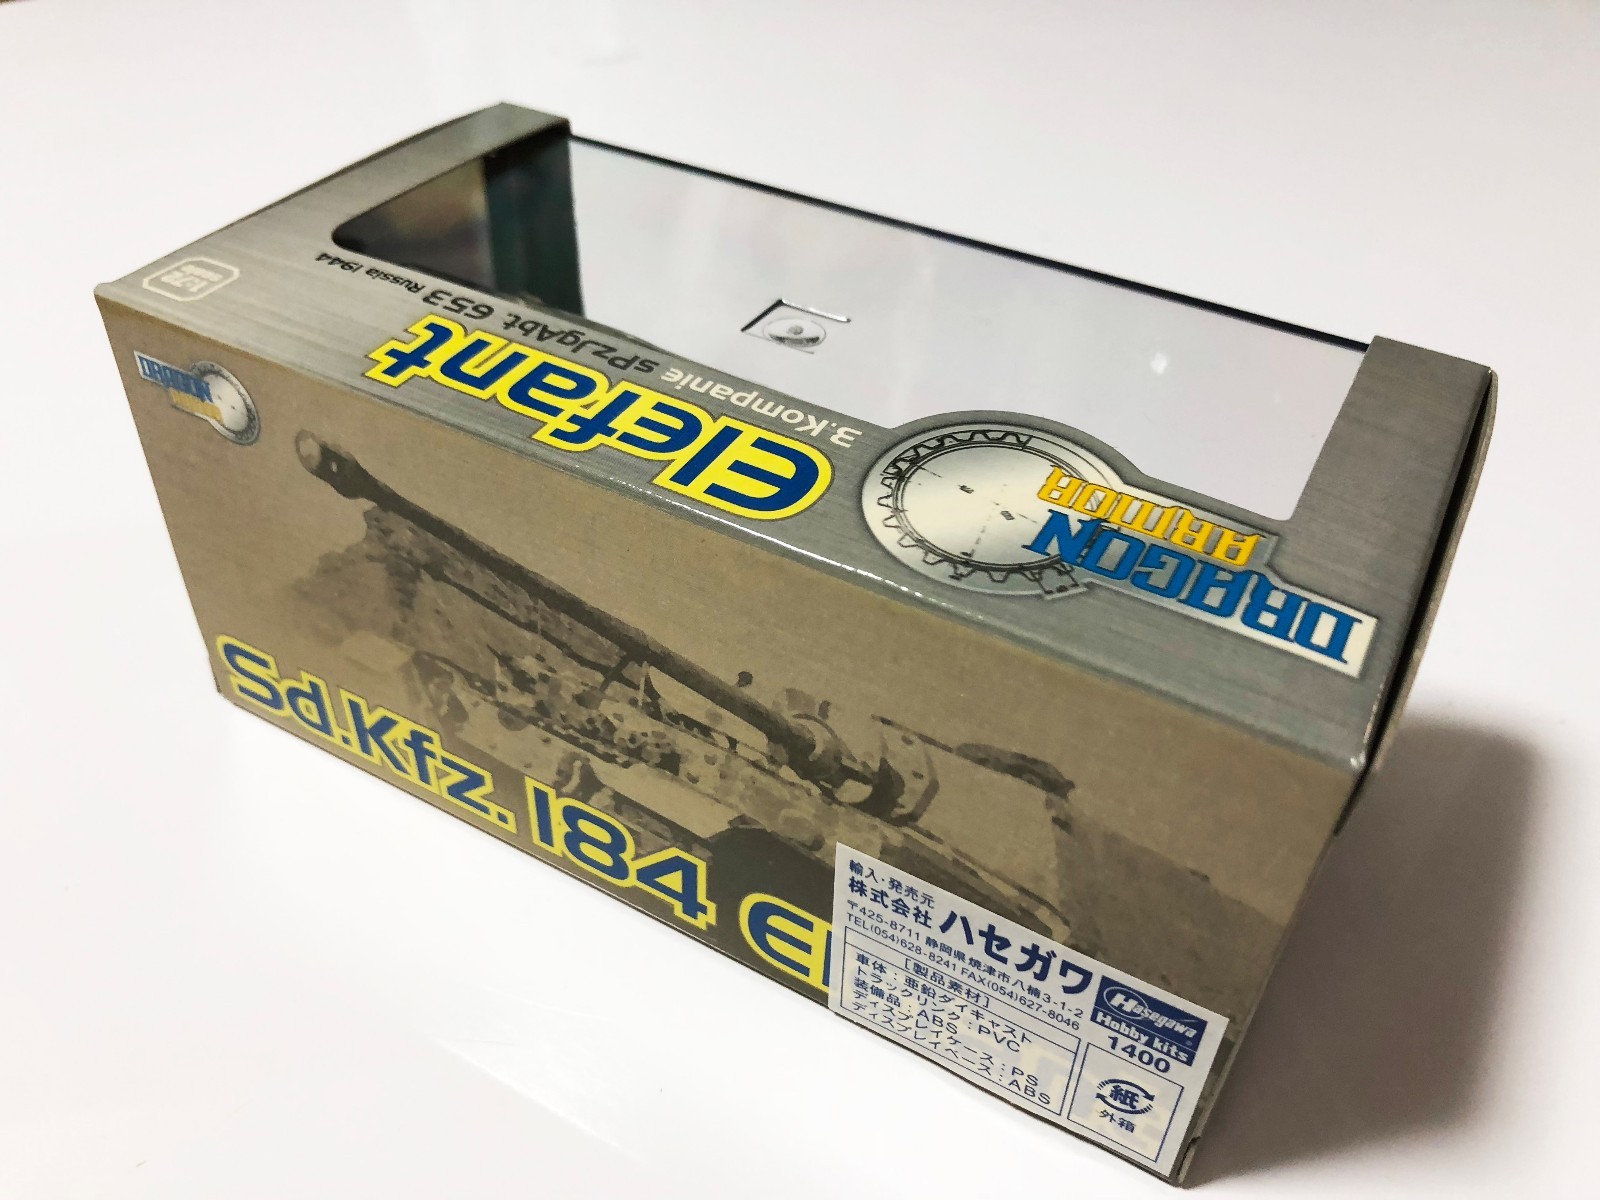 1:72
scale
3.Kompanie sPzJgAbt. 653 Russia 1944
Elefant
DRAGON
ARMOR
DRAGON
ARMOR
Sd.Kfz. 184 El
輸入・発売元
株式会社 ハセガワ
〒425-8711 静岡県焼津市八楠3-1-2
TEL(054)628-8241 FAX(054)627-8046
Hasegawa
Hobby kits
1400
[製品素材]
車体：亜鉛ダイキャスト
トラックリンク：PVC
装備品：ABS
ディスプレイケース：PS
ディスプレイベース：ABS
紙
外箱